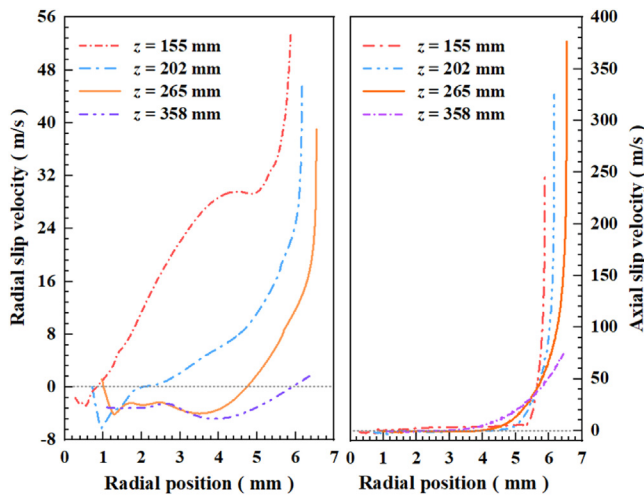 56
48
40
32
24
16
8
0
-8
Radial slip velocity ( m/s )
z = 155 mm
z = 202 mm
z = 265 mm
z = 358 mm
0 1 2 3 4 5 6 7
Radial position ( mm )
z = 155 mm
z = 202 mm
z = 265 mm
z = 358 mm
0 1 2 3 4 5 6 7
Radial position ( mm )
400
350
300
250
200
150
100
50
0
Axial slip velocity ( m/s )